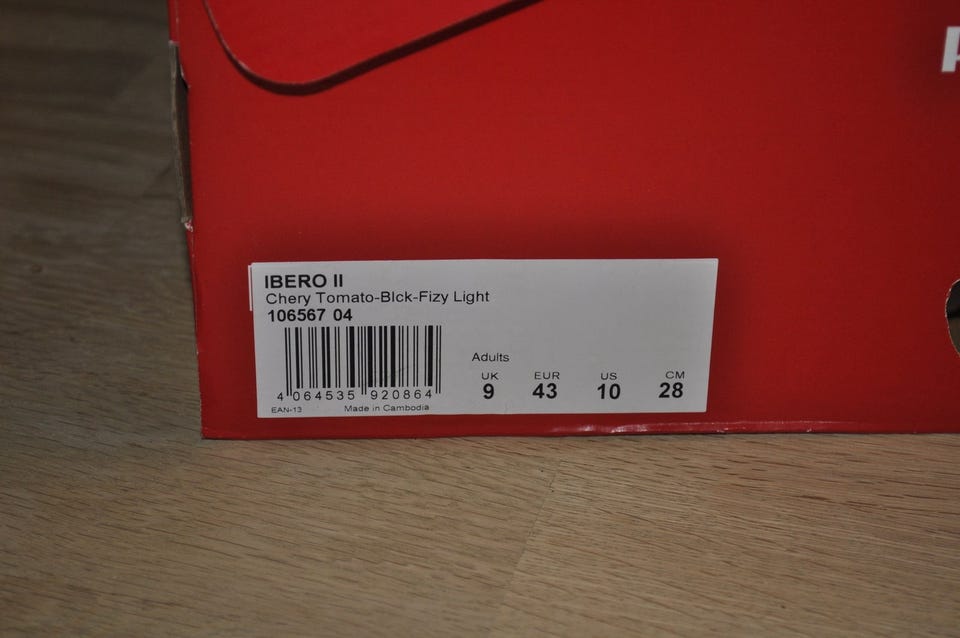 IBERO II
Chery Tomato-Blck-Fizy Light
106567 04
4 064535 920864
EAN-13 Made in Cambodia
Adults
UK EUR US CM
9 43 10 28